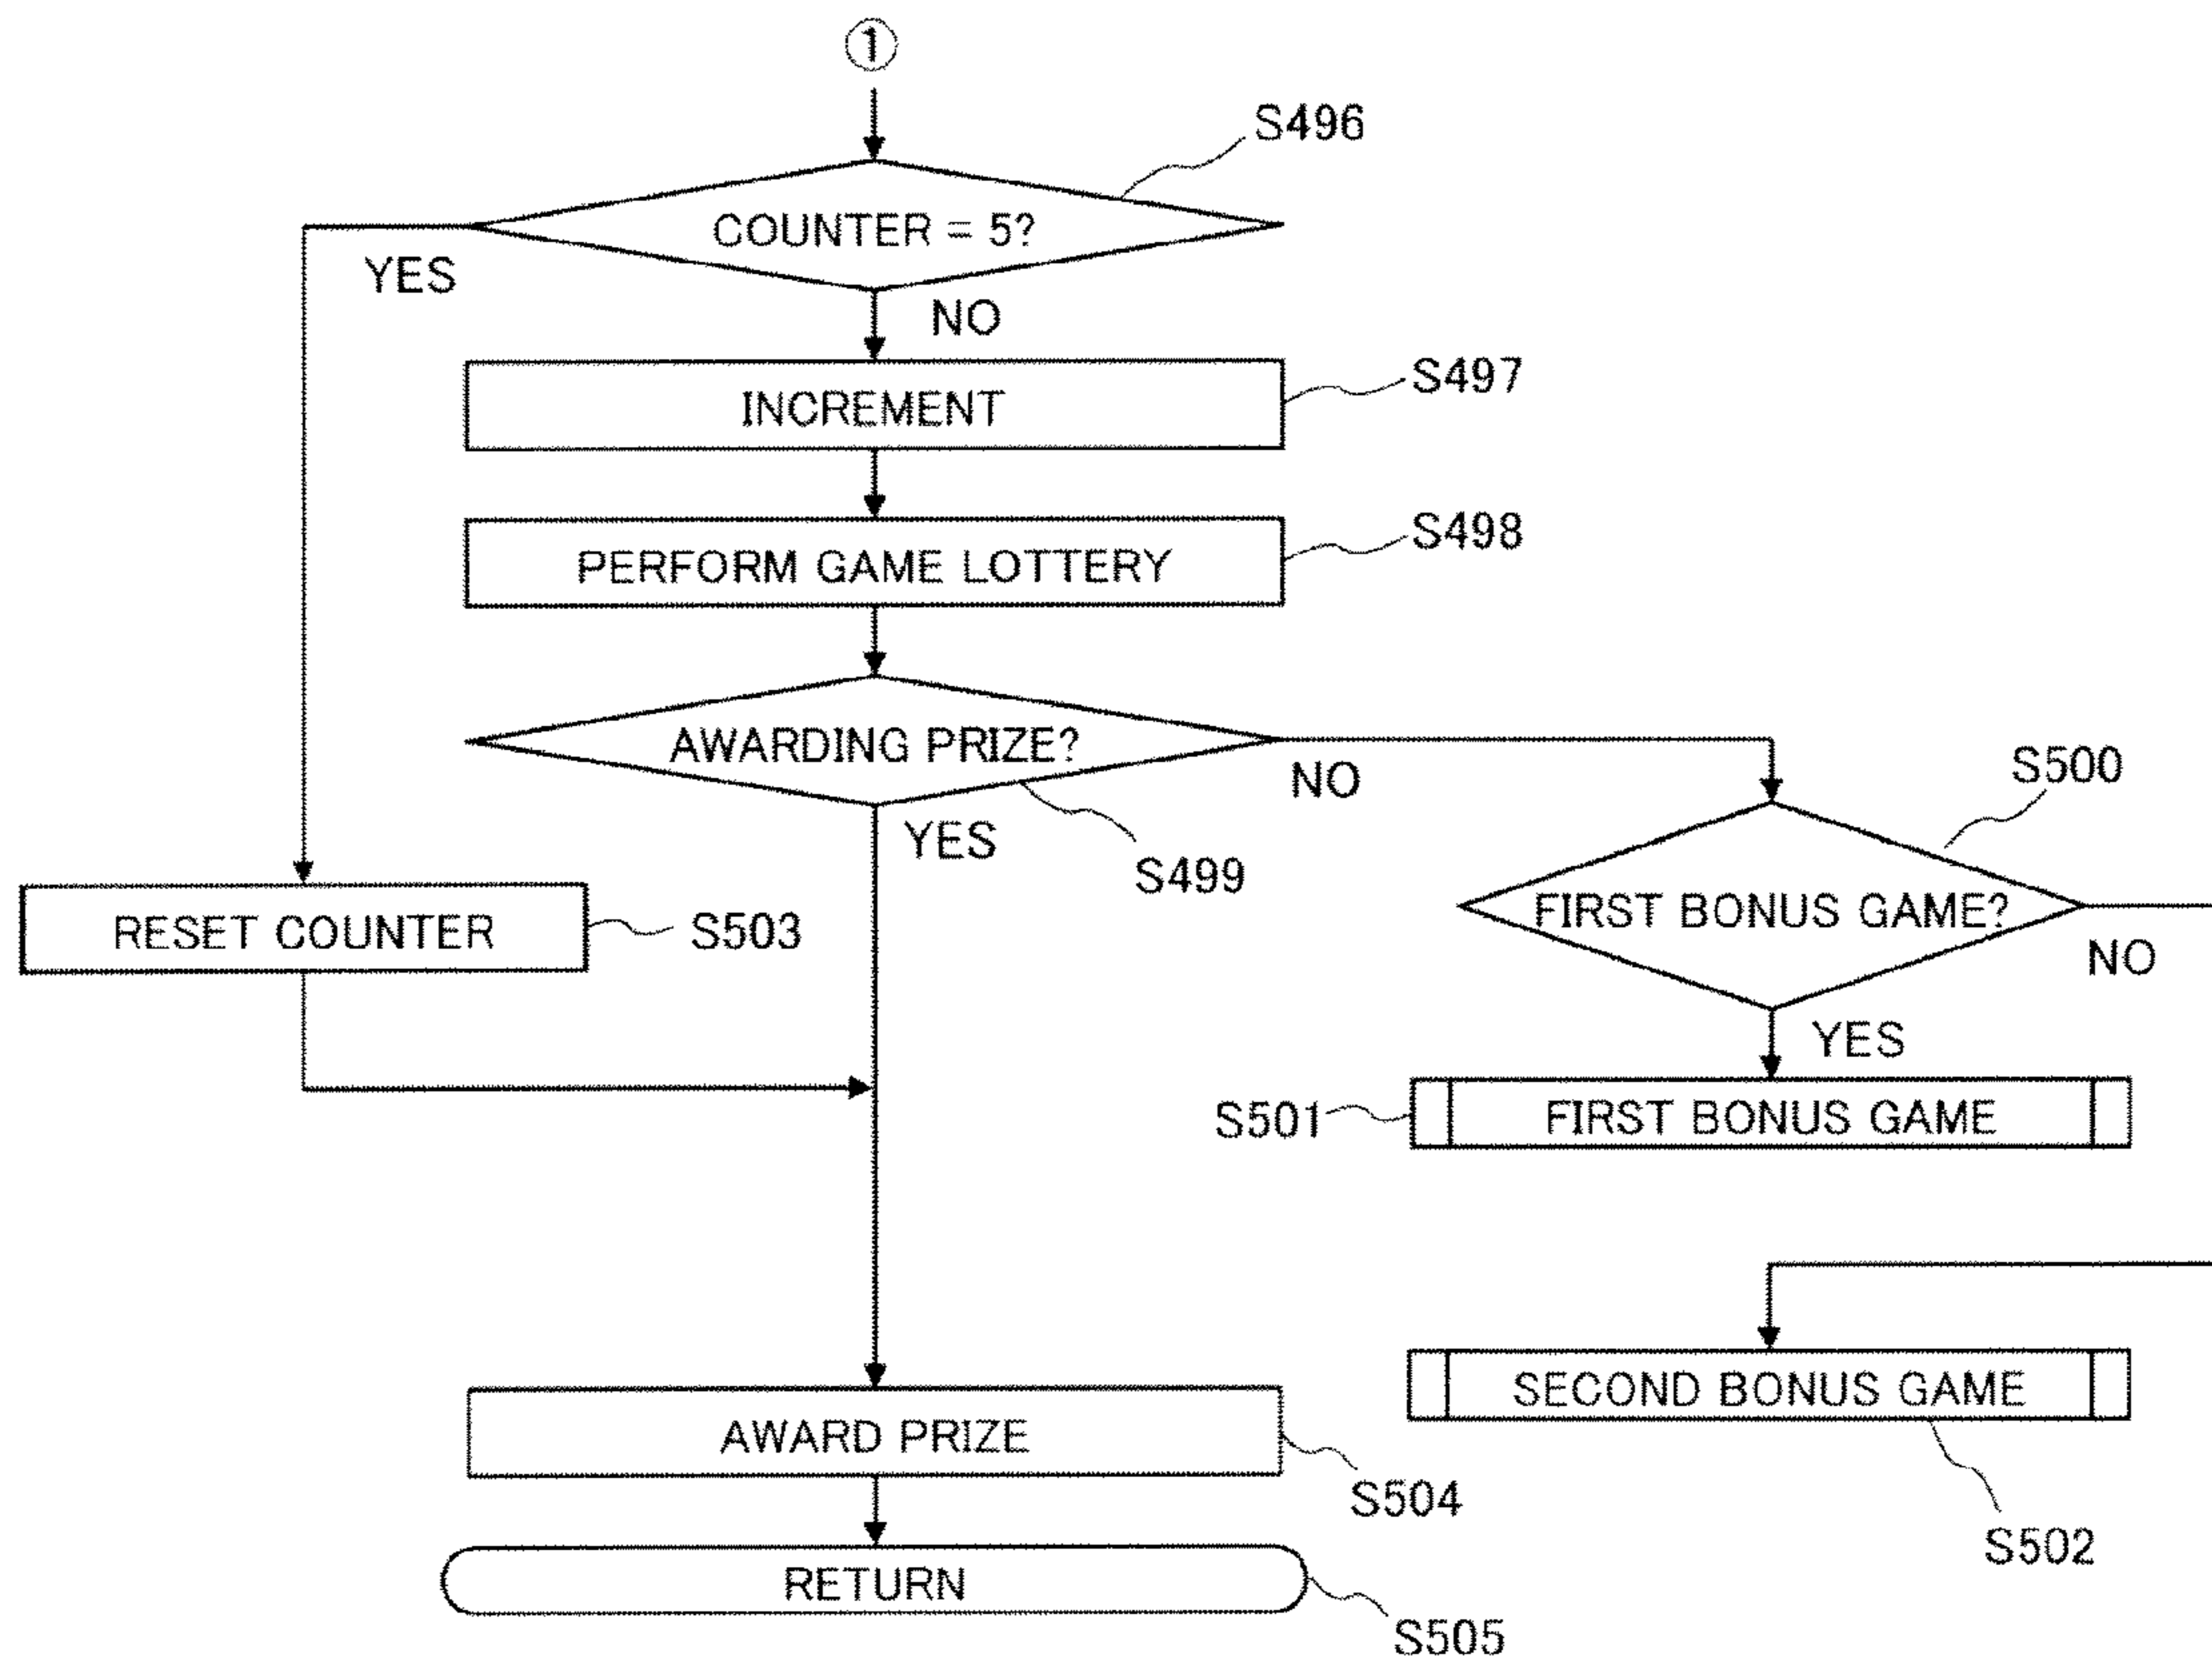 ①
S496
COUNTER = 5?
YES
NO
INCREMENT
S497
PERFORM GAME LOTTERY
S498
AWARDING PRIZE?
NO
YES
S499
S500
FIRST BONUS GAME?
NO
YES
RESET COUNTER
S503
S501
FIRST BONUS GAME
SECOND BONUS GAME
S502
AWARD PRIZE
S504
RETURN
S505